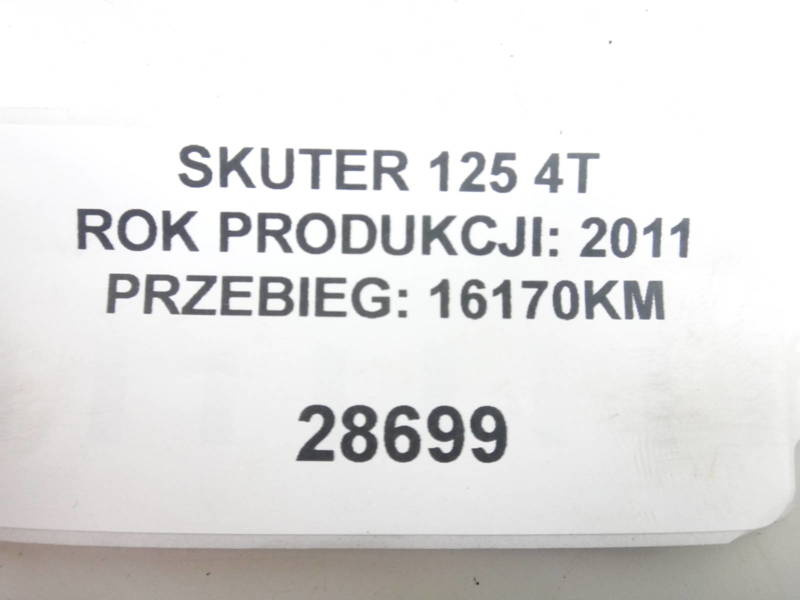 SKUTER 125 4T
ROK PRODUKCJI: 2011
PRZEBIEG: 16170KM
28699